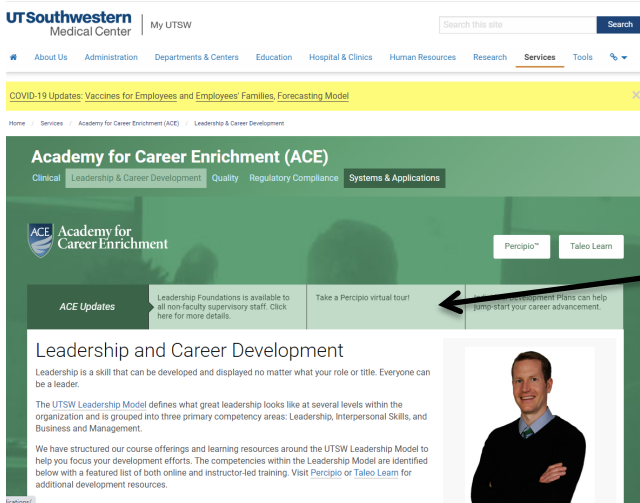 UTSouthwestern
Medical Center
My UTSW
Search this site
Search
About Us Administration Departments & Centers Education Hospital & Clinics Human Resources Research Services Tools
COVID-19 Updates: Vaccines for Employees and Employees' Families, Forecasting Model
Home / Services / Academy for Career Enrichment (ACE) / Leadership & Career Development
Academy for Career Enrichment (ACE)
Clinical Leadership & Career Development Quality Regulatory Compliance Systems & Applications
ACE
Academy for
Career Enrichment
Percipio™ Taleo Learn
ACE Updates
Leadership Foundations is available to
all non-faculty supervisory staff. Click
here for more details.
Take a Percipio virtual tour!
Development Plans can help
jump-start your career advancement.
Leadership and Career Development
Leadership is a skill that can be developed and displayed no matter what your role or title. Everyone can
be a leader.
The UTSW Leadership Model defines what great leadership looks like at several levels within the
organization and is grouped into three primary competency areas: Leadership, Interpersonal Skills, and
Business and Management.
We have structured our course offerings and learning resources around the UTSW Leadership Model to
help you focus your development efforts. The competencies within the Leadership Model are identified
below with a featured list of both online and instructor-led training. Visit Percipio or Taleo Learn for
additional development resources.